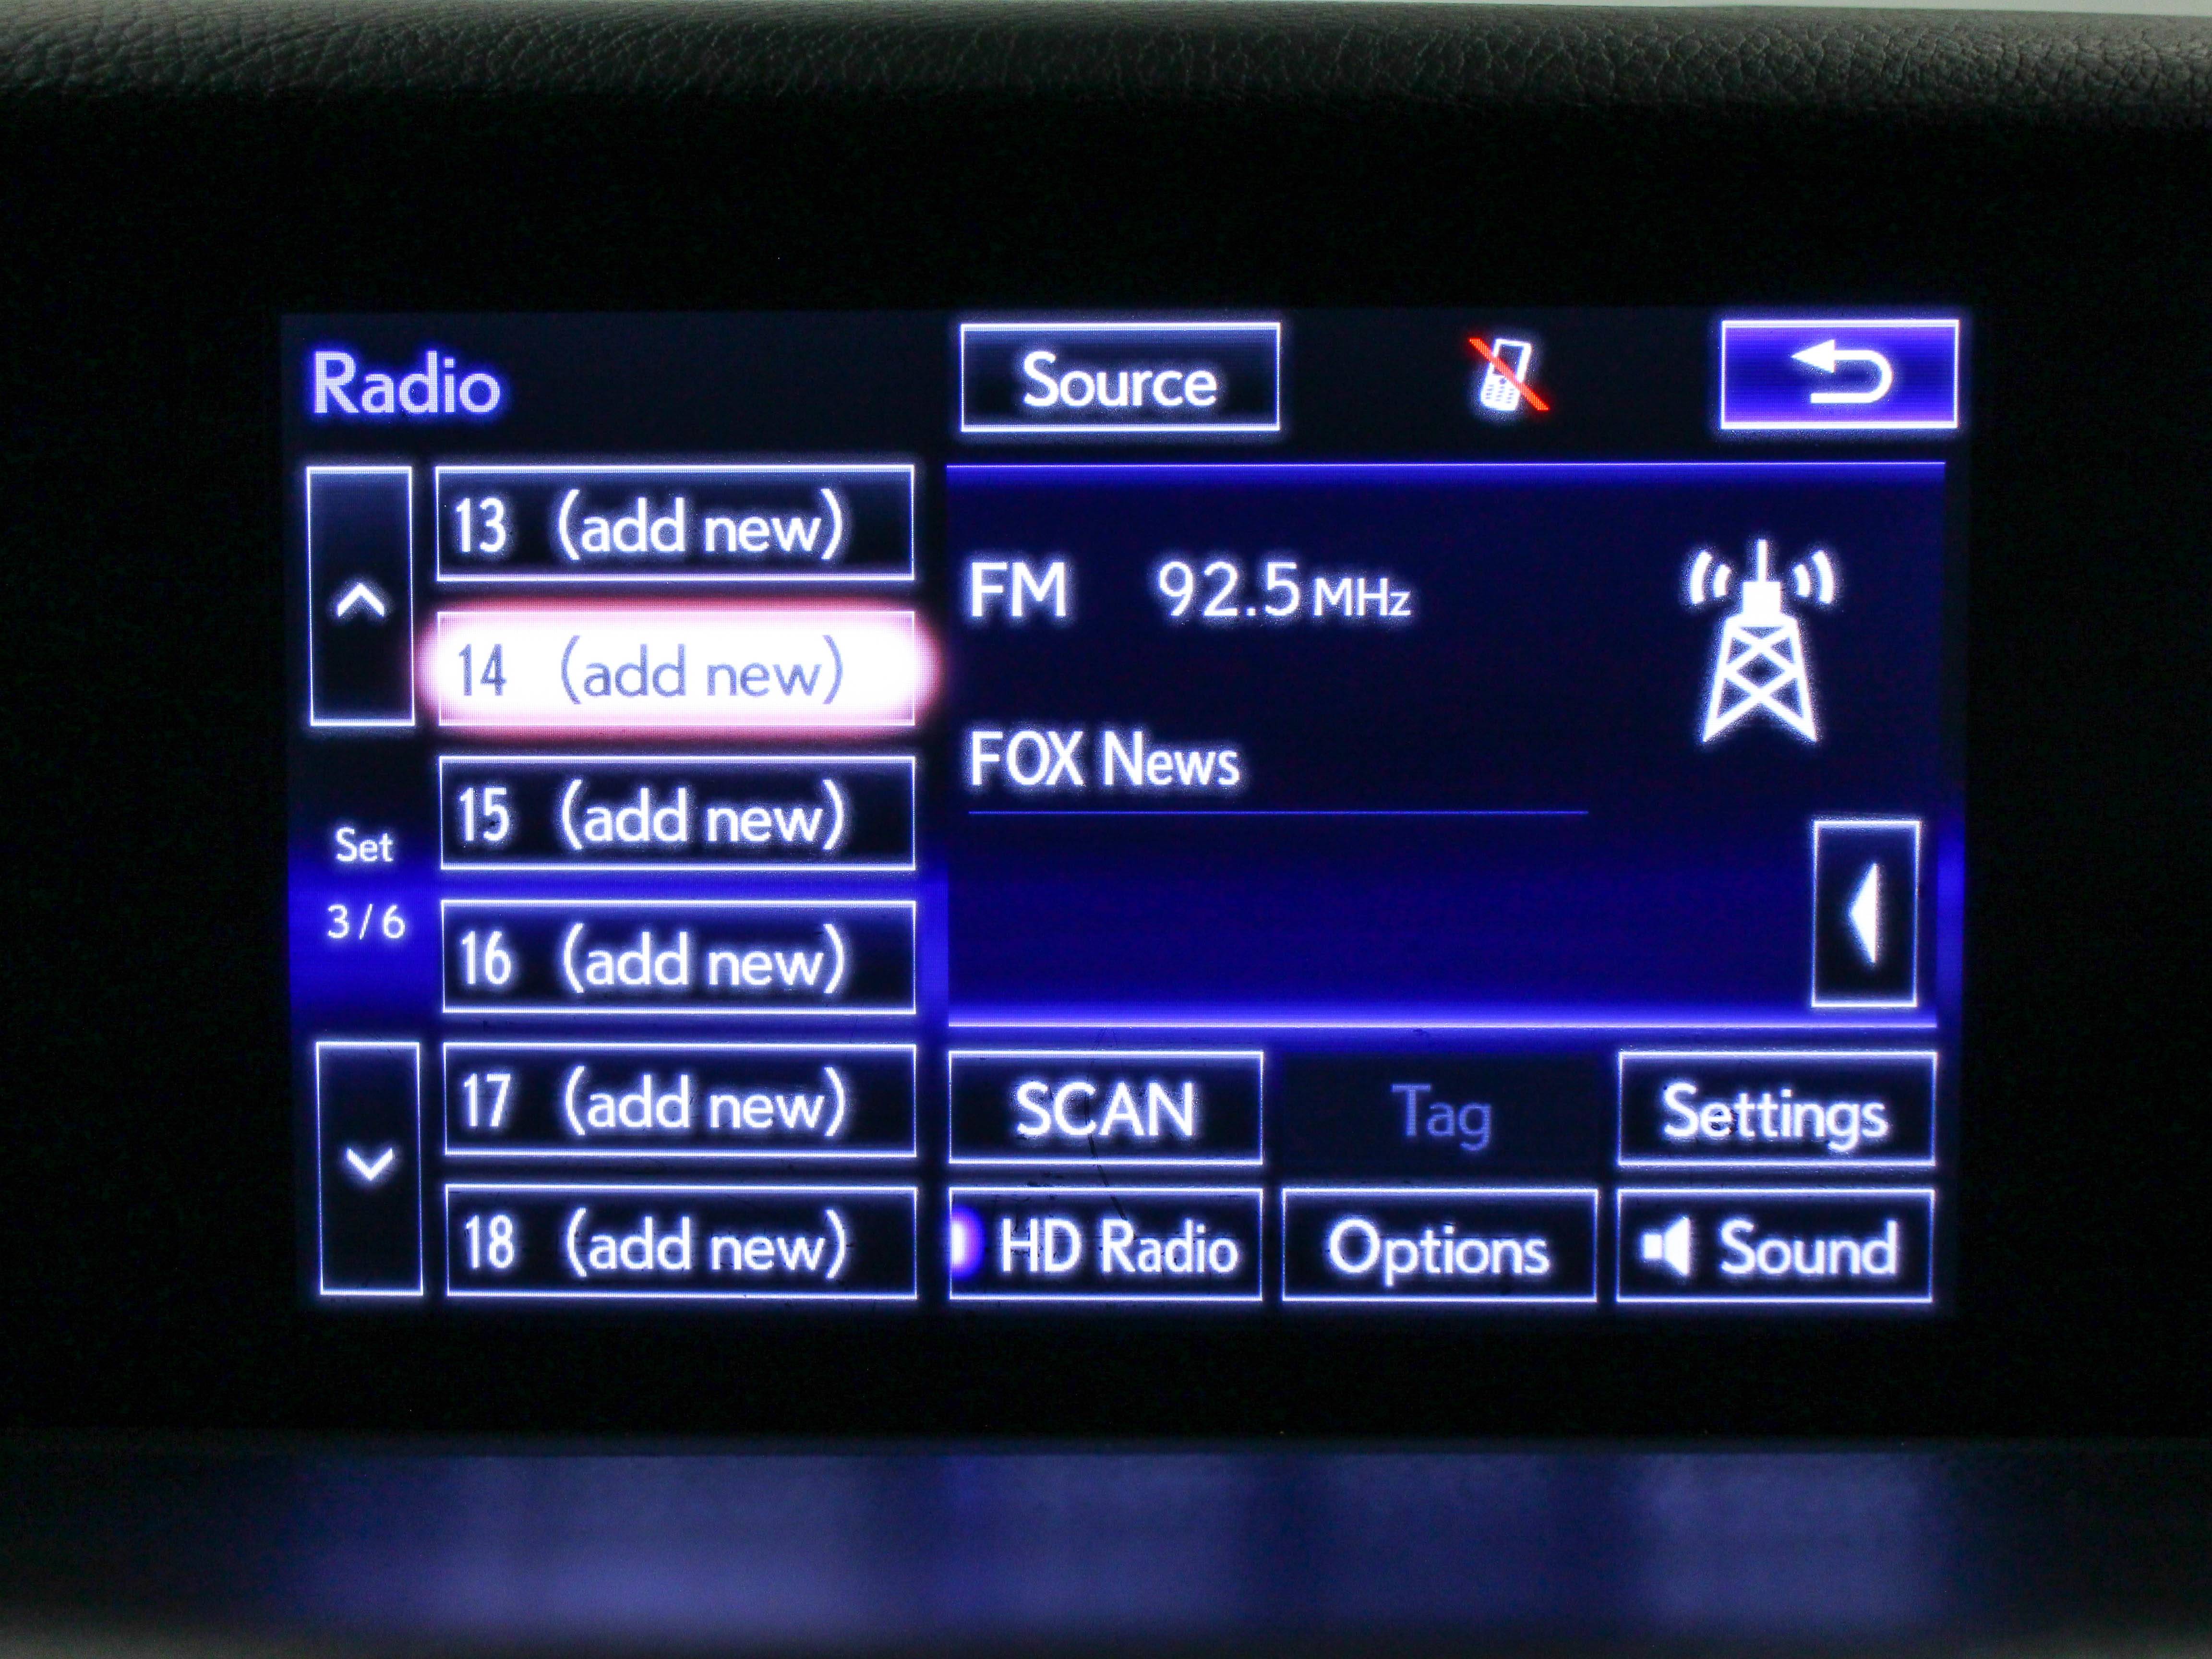 Radio
Source
13 (add new)
14 (add new)
15 (add new)
16 (add new)
17 (add new)
18 (add new)
Set
3/6
FM 92.5 MHz
FOX News
SCAN
Tag
Settings
HD Radio
Options
Sound